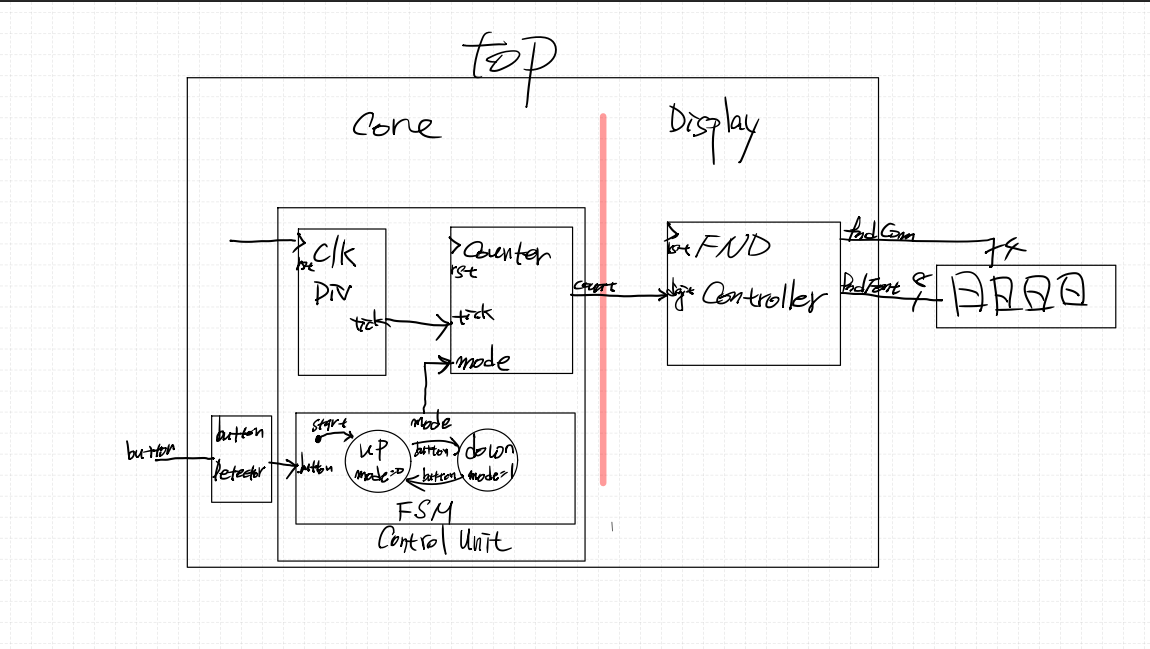 top
Core
Display
clk
rst
DIV
tick
Counter
rst
tick
mode
count
rst
FND
Controller
fndCom
4
fndFont
8
button
button
Detector
button
start
up
mode=0
button
button
down
mode=1
mode
FSM
Control Unit